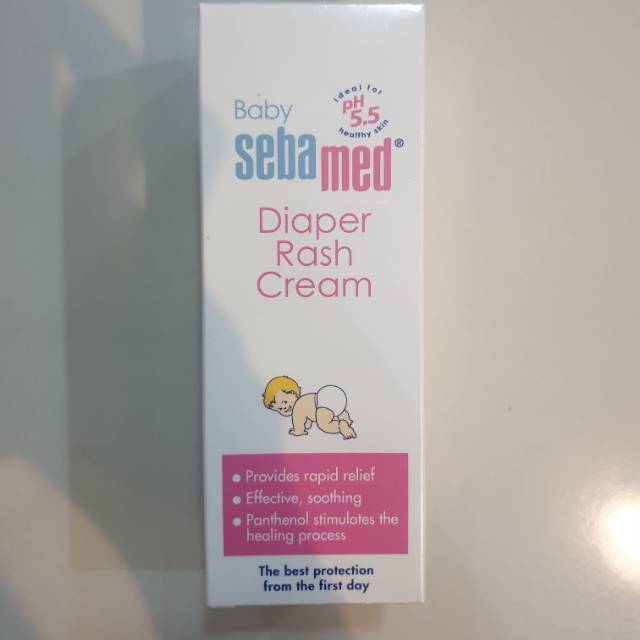 Baby
ideal for
pH
5.5
healthy skin
sebamed®
Diaper
Rash
Cream
• Provides rapid relief
• Effective, soothing
• Panthenol stimulates the
healing process
The best protection
from the first day